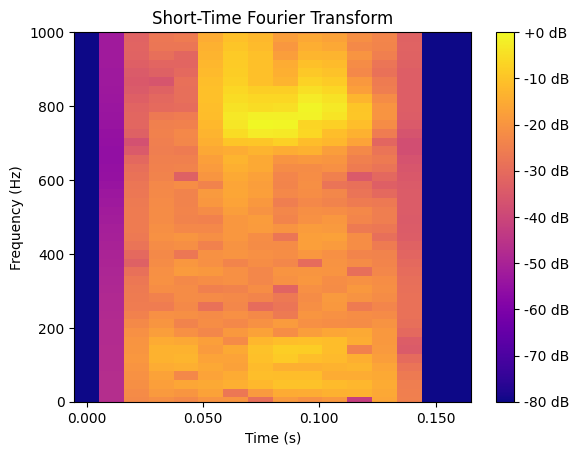 Short-Time Fourier Transform
Frequency (Hz)
1000
800
600
400
200
0
0.000
0.050
0.100
0.150
Time (s)
+0 dB
-10 dB
-20 dB
-30 dB
-40 dB
-50 dB
-60 dB
-70 dB
-80 dB